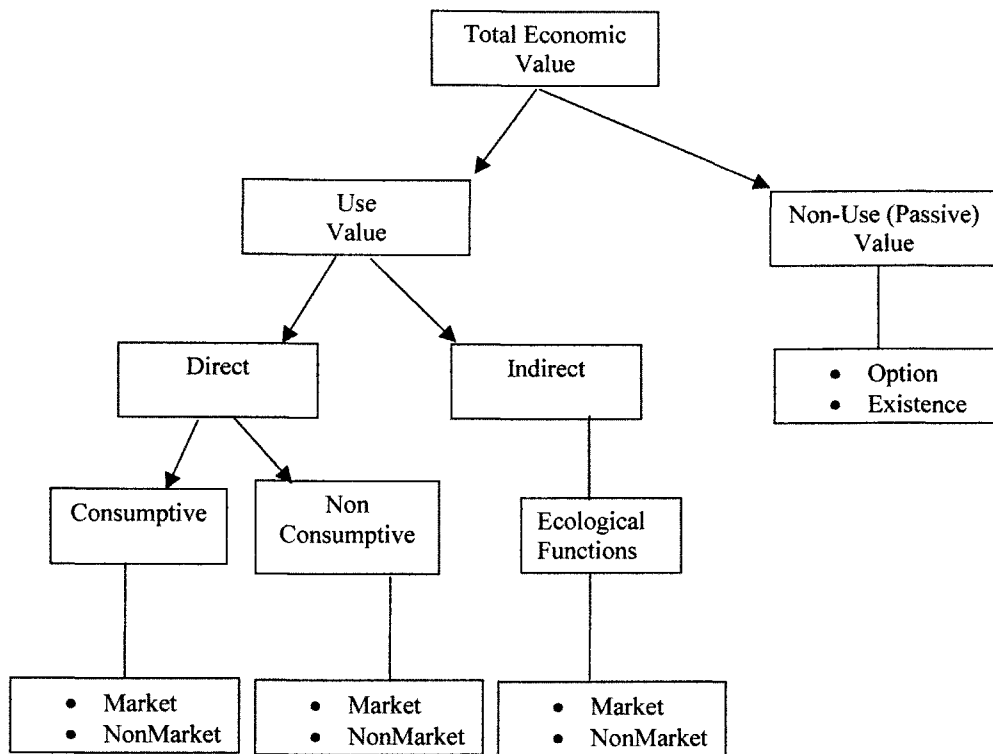 Total Economic
Value
Use
Value
Non-Use (Passive)
Value
Direct
Indirect
• Option
• Existence
Consumptive
Non
Consumptive
Ecological
Functions
• Market
• NonMarket
• Market
• NonMarket
• Market
• NonMarket